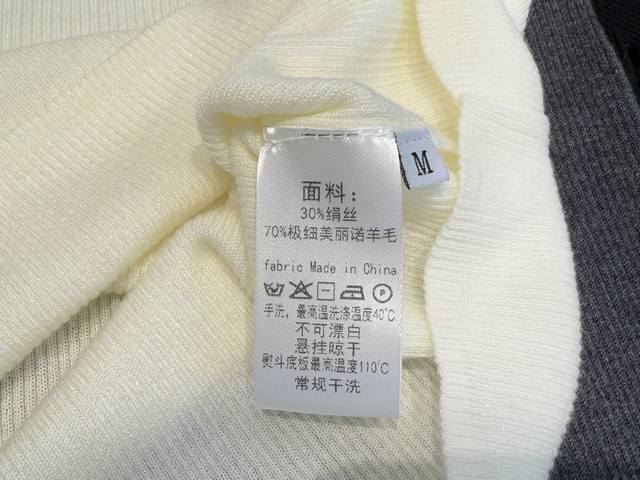 M
面料：
30%绢丝
70%极细美丽诺羊毛
fabric Made in China
手洗，最高温洗涤温度40℃
不可漂白
悬挂晾干
熨斗底板最高温度110℃
常规干洗